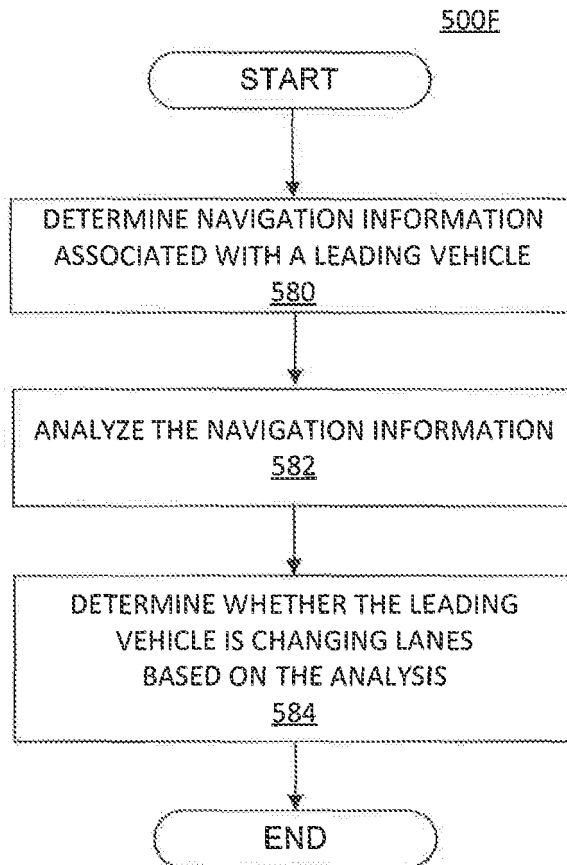 500F
START
DETERMINE NAVIGATION INFORMATION
ASSOCIATED WITH A LEADING VEHICLE
580
ANALYZE THE NAVIGATION INFORMATION
582
DETERMINE WHETHER THE LEADING
VEHICLE IS CHANGING LANES
BASED ON THE ANALYSIS
584
END